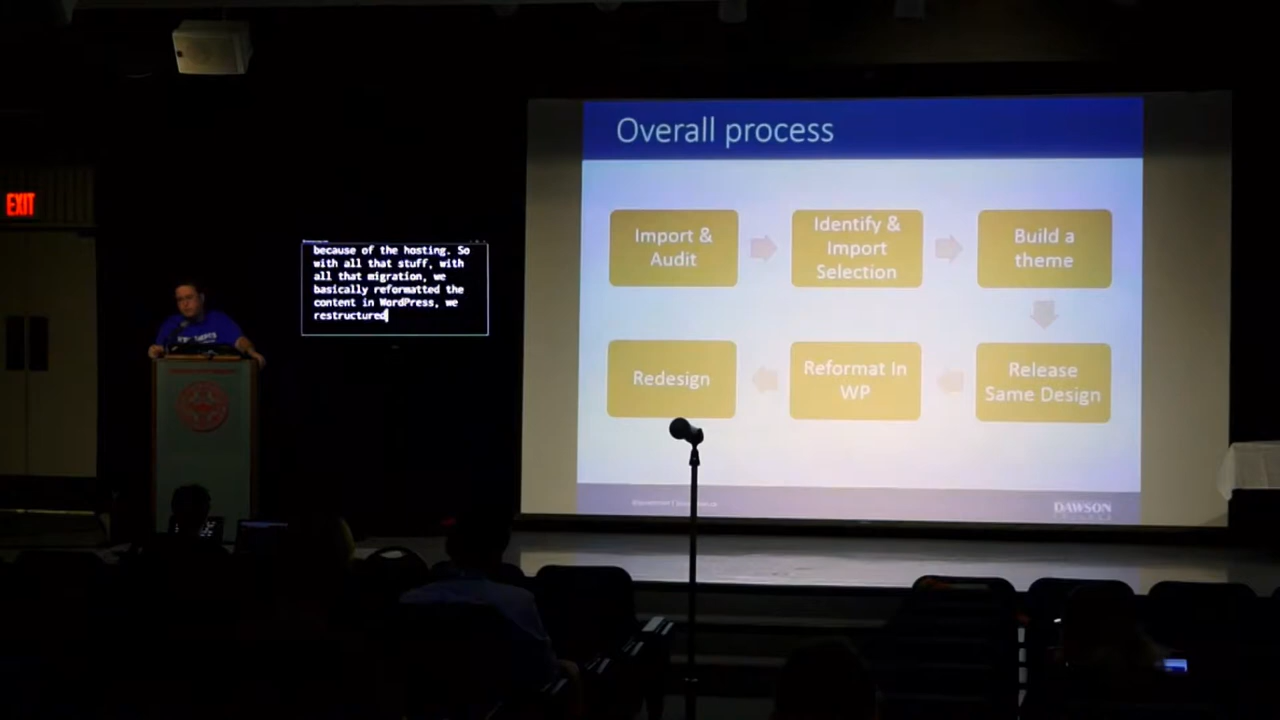 EXIT
because of the hosting. So
with all that stuff, with
all that migration, we
basically reformatted the
content in WordPress, we
restructured
Overall process
Import &
Audit
Identify &
Import
Selection
Build a
theme
Redesign
Reformat In
WP
Release
Same Design
DAWSON